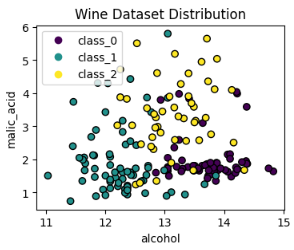 Wine Dataset Distribution
class_0
class_1
class_2
malic_acid
6
5
4
3
2
1
11 12 13 14 15
alcohol